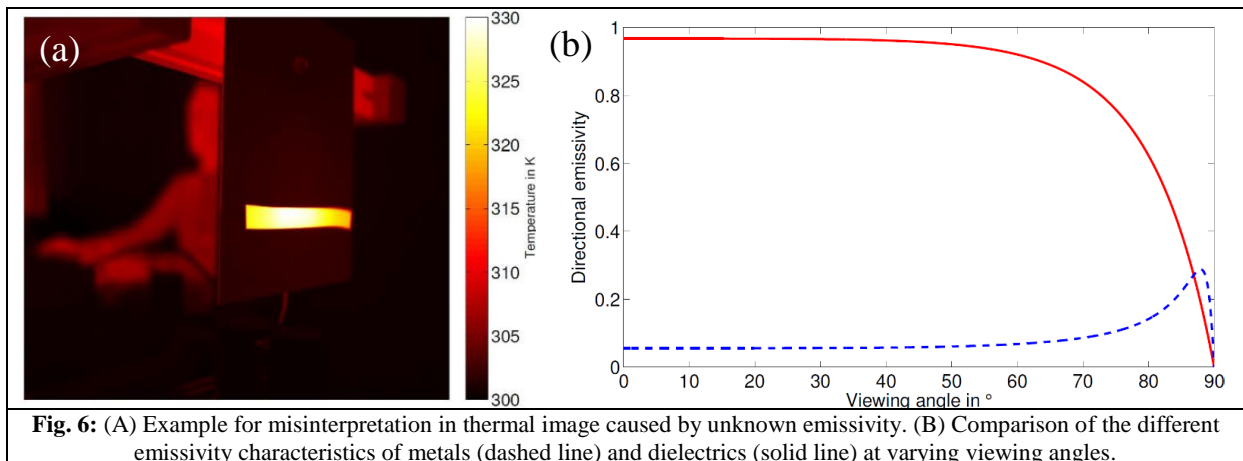 (a)
330
325
320
315
310
305
300
Temperature in K
(b)
1
0.8
0.6
0.4
0.2
0
Directional emissivity
0 10 20 30 40 50 60 70 80 90
Viewing angle in °
Fig. 6: (A) Example for misinterpretation in thermal image caused by unknown emissivity. (B) Comparison of the different
emissivity characteristics of metals (dashed line) and dielectrics (solid line) at varying viewing angles.